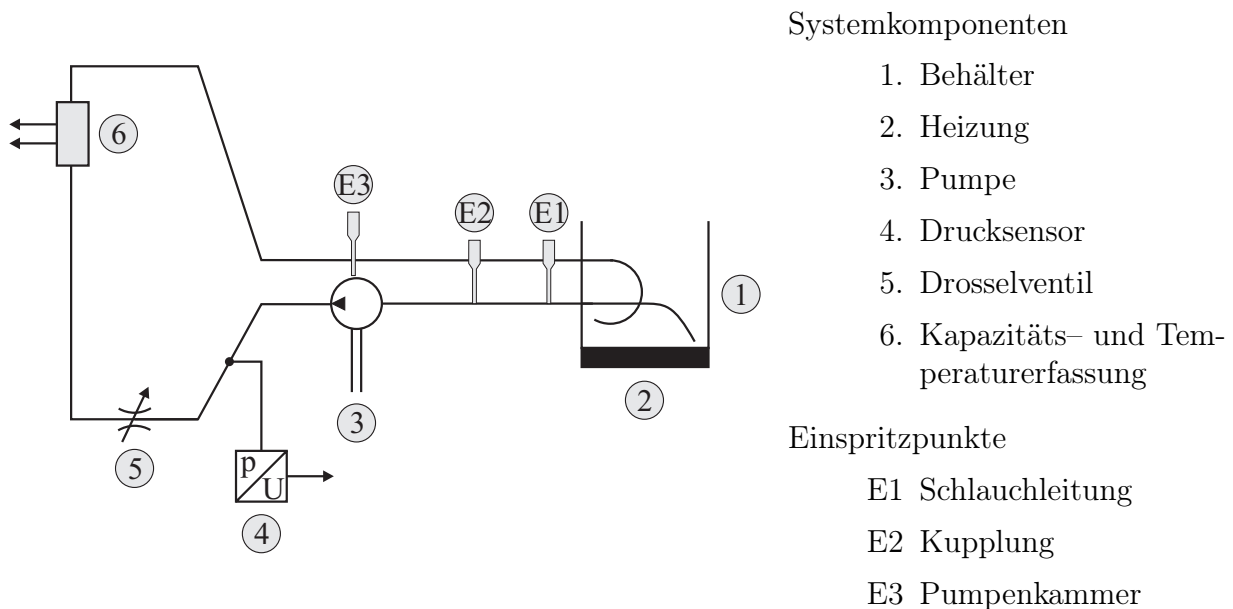 Systemkomponenten
1. Behälter
2. Heizung
3. Pumpe
4. Drucksensor
5. Drosselventil
6. Kapazitäts– und Tem-
peraturerfassung
Einspritzpunkte
E1 Schlauchleitung
E2 Kupplung
E3 Pumpenkammer
6
E3
E2
E1
1
2
3
5
p
U
4